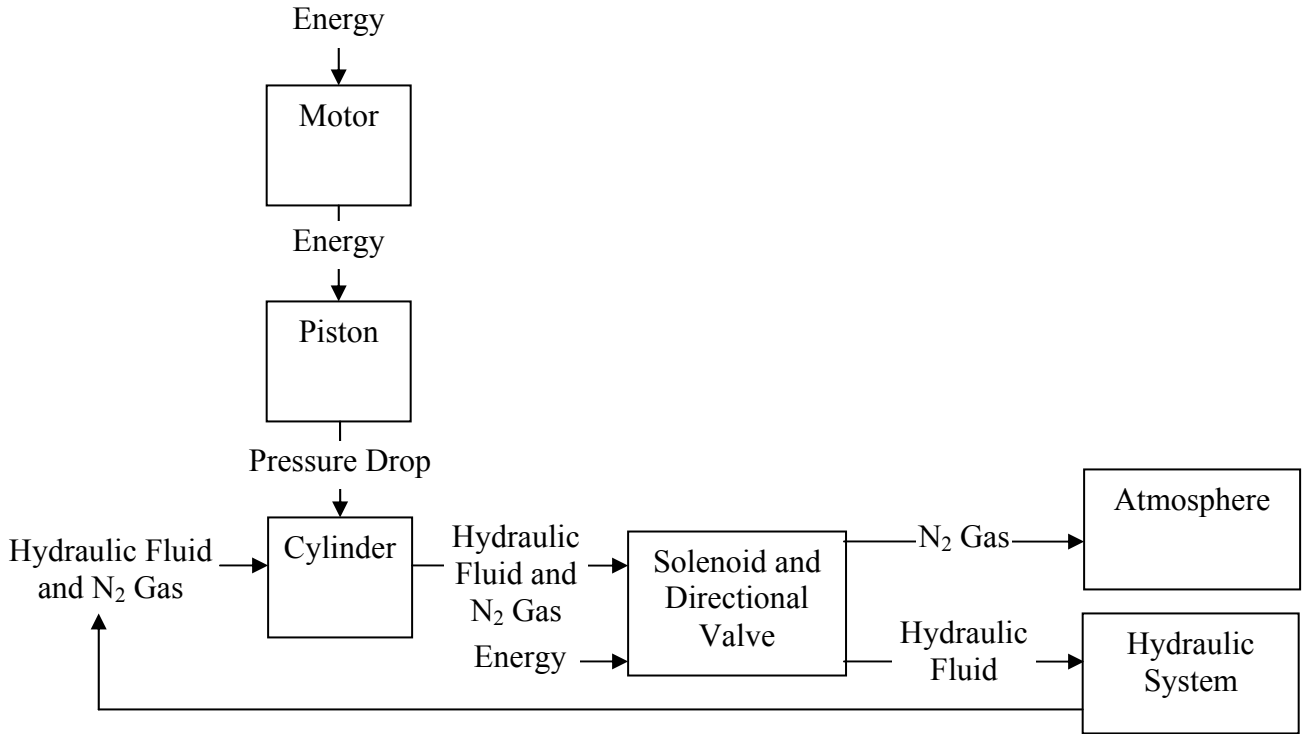 Energy
Motor
Energy
Piston
Pressure Drop
Hydraulic Fluid
and N₂ Gas
Cylinder
Hydraulic
Fluid and
N₂ Gas
Energy
Solenoid and
Directional
Valve
N₂ Gas
Atmosphere
Hydraulic
Fluid
Hydraulic
System